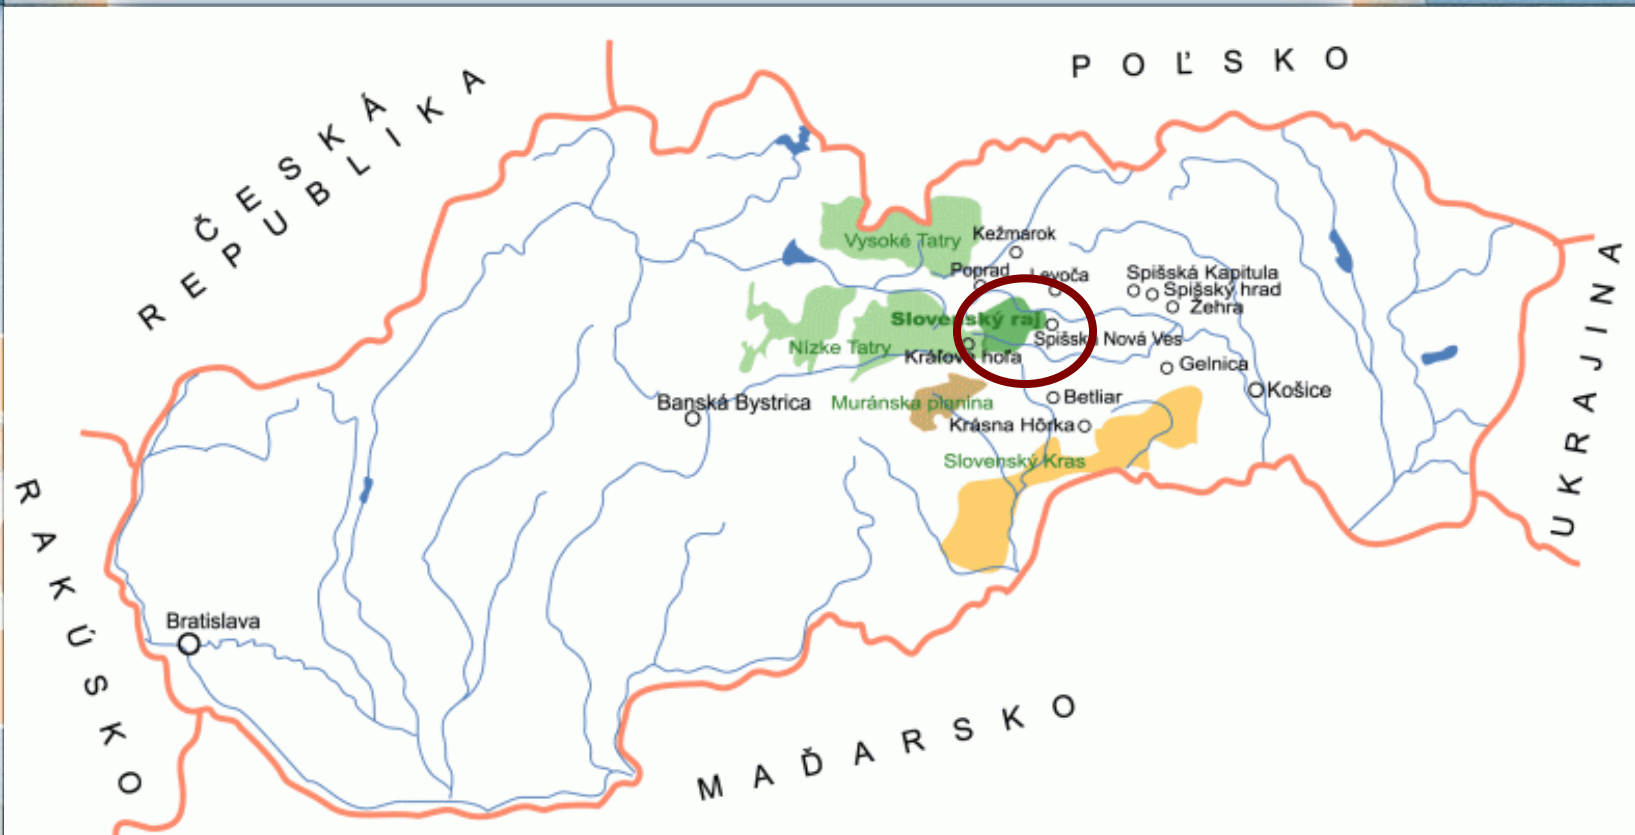 POĽSKO
ČESKÁ
REPUBLIKA
Vysoké Tatry
Kežmarok
Poprad
Levoča
Spišská Kapitula
Spišský hrad
Žehra
Slovenský raj
Spišská Nová Ves
Nízke Tatry
Kráľova hoľa
Gelnica
Košice
Banská Bystrica
Muránska planina
Betliar
Krásna Hôrka
Slovenský Kras
UKRAJINA
RAKÚSKO
Bratislava
MAĎARSKO